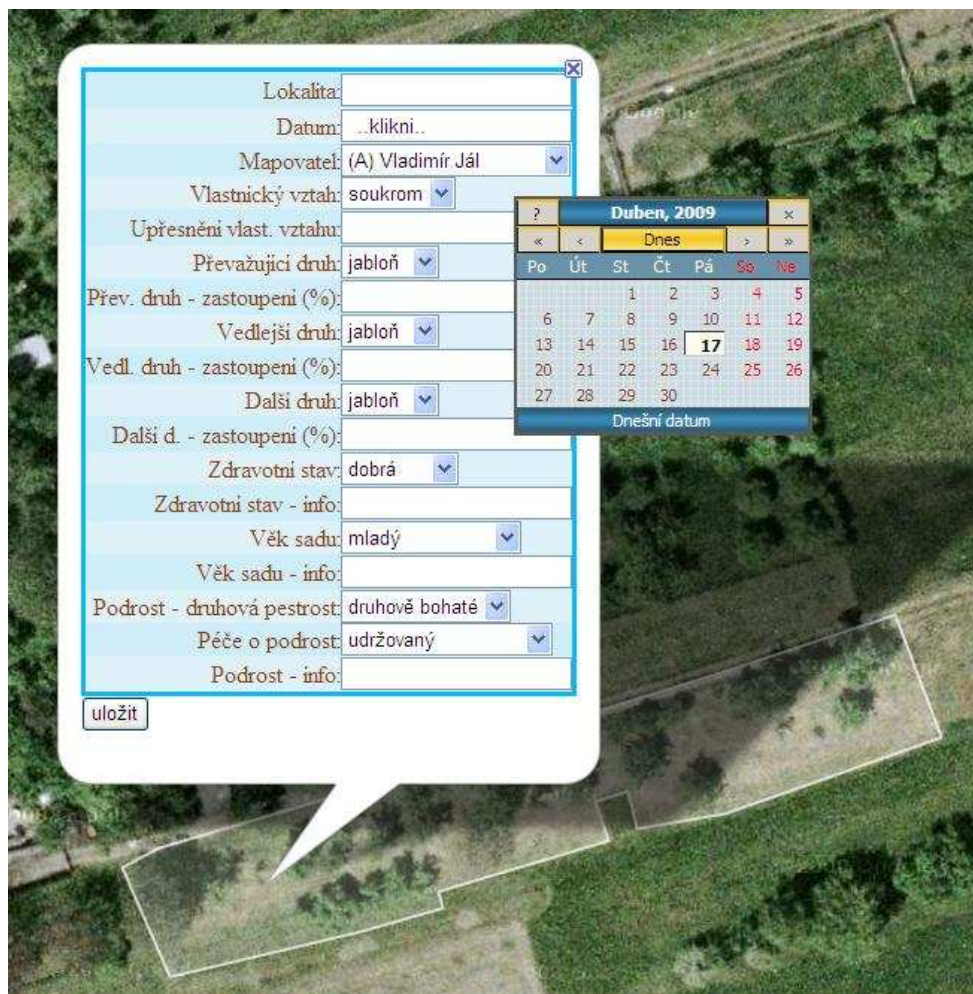 Lokalita:
Datum: ..klikni..
Mapovatel: (A) Vladimír Jál
Vlastnický vztah: soukrom
Upřesnění vlast. vztahu:
Převažující druh: jabloň
Přev. druh - zastoupení (%):
Vedlejší druh: jabloň
Vedl. druh - zastoupení (%):
Další druh: jabloň
Další d. - zastoupení (%):
Zdravotní stav: dobrá
Zdravotní stav - info:
Věk sadu: mladý
Věk sadu - info:
Podrost - druhová pestrost: druhově bohaté
Péče o podrost: udržovaný
Podrost - info:
uložit
? Duben, 2009 ×
« ‹ Dnes › »
Po Út St Čt Pá So Ne
1 2 3 4 5
6 7 8 9 10 11 12
13 14 15 16 17 18 19
20 21 22 23 24 25 26
27 28 29 30
Dnešní datum